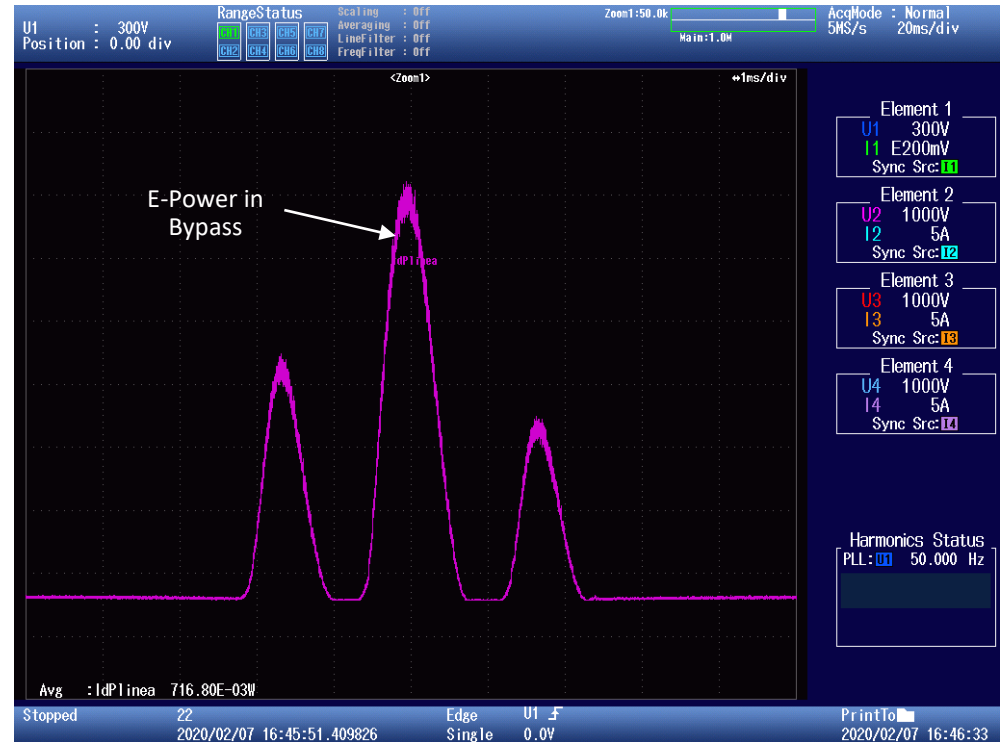 U1 : 300V
Position : 0.00 div
RangeStatus
CH1 CH3 CH5 CH7
CH2 CH4 CH6 CH8
Scaling : Off
Averaging : Off
LineFilter : Off
FreqFilter : Off
Zoom1:50.0k
Main:1.0M
AcqMode : Normal
5MS/s 20ms/div
<Zoom1>
⇔1ms/div
E-Power in
Bypass
IdPlinea
Element 1
U1 300V
I1 E200mV
Sync Src:I1
Element 2
U2 1000V
I2 5A
Sync Src:I2
Element 3
U3 1000V
I3 5A
Sync Src:I3
Element 4
U4 1000V
I4 5A
Sync Src:I4
Harmonics Status
PLL:U1 50.000 Hz
Avg :IdPlinea 716.80E-03W
Stopped 22
2020/02/07 16:45:51.409826
Edge U1
Single 0.0V
PrintTo
2020/02/07 16:46:33